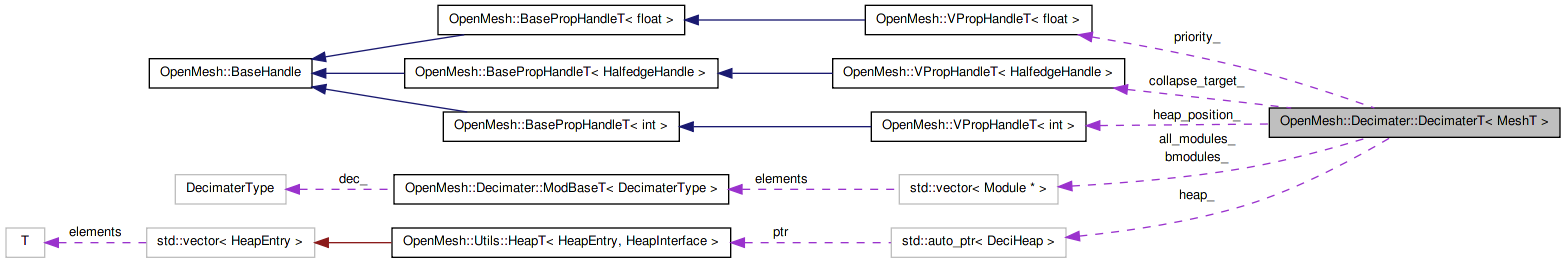 OpenMesh::BasePropHandleT< float >
OpenMesh::VPropHandleT< float >
priority_
OpenMesh::BaseHandle
OpenMesh::BasePropHandleT< HalfedgeHandle >
OpenMesh::VPropHandleT< HalfedgeHandle >
collapse_target_
OpenMesh::BasePropHandleT< int >
OpenMesh::VPropHandleT< int >
heap_position_
OpenMesh::Decimater::DecimaterT< MeshT >
all_modules_
bmodules_
DecimaterType
dec_
OpenMesh::Decimater::ModBaseT< DecimaterType >
elements
std::vector< Module * >
heap_
T
elements
std::vector< HeapEntry >
OpenMesh::Utils::HeapT< HeapEntry, HeapInterface >
ptr
std::auto_ptr< DeciHeap >